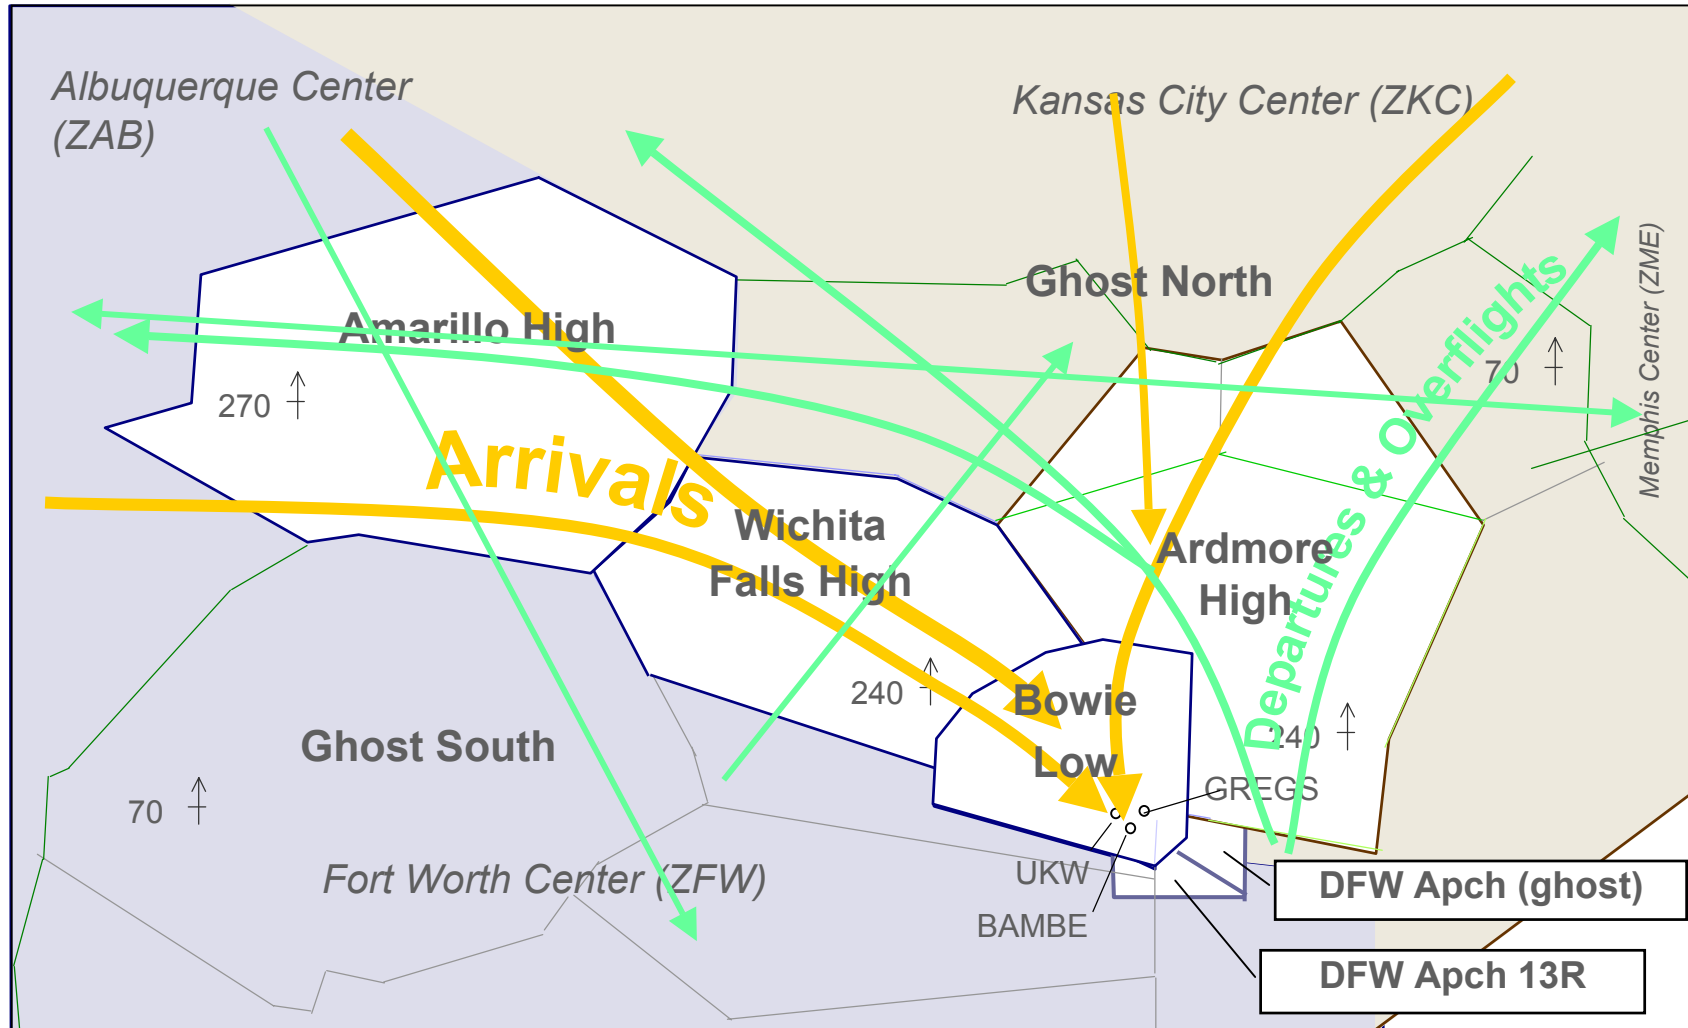 Albuquerque Center
(ZAB)
Kansas City Center (ZKC)
Memphis Center (ZME)
Ghost North
Amarillo High
270
70
Arrivals
Departures & Overflights
Wichita
Falls High
Ardmore
High
240
Bowie
Low
240
Ghost South
70
GREGS
Fort Worth Center (ZFW)
UKW
BAMBE
DFW Apch (ghost)
DFW Apch 13R